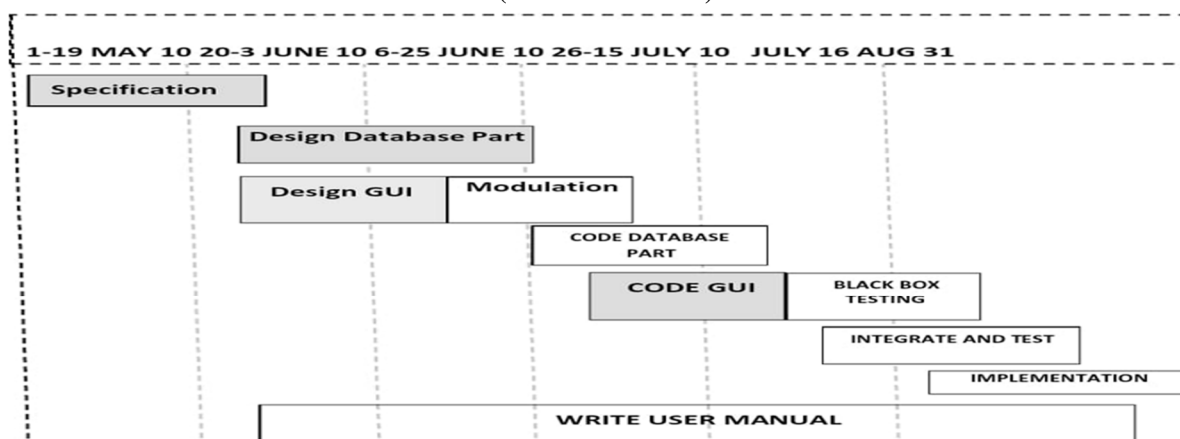 1-19 MAY 10 20-3 JUNE 10 6-25 JUNE 10 26-15 JULY 10 JULY 16 AUG 31
Specification
Design Database Part
Design GUI
Modulation
CODE DATABASE
PART
CODE GUI
BLACK BOX
TESTING
INTEGRATE AND TEST
IMPLEMENTATION
WRITE USER MANUAL